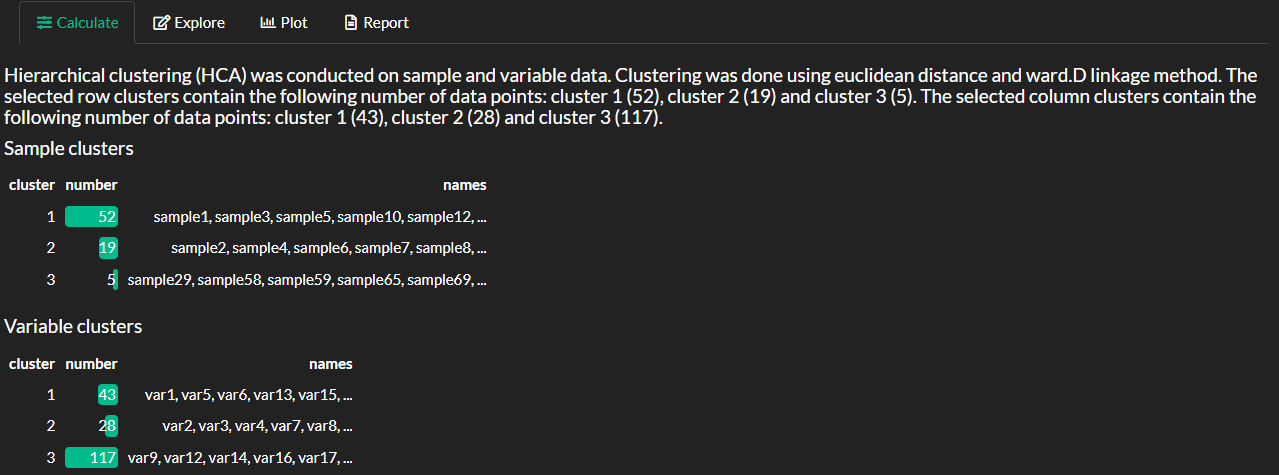 Calculate Explore Plot Report
Hierarchical clustering (HCA) was conducted on sample and variable data. Clustering was done using euclidean distance and ward.D linkage method. The
selected row clusters contain the following number of data points: cluster 1 (52), cluster 2 (19) and cluster 3 (5). The selected column clusters contain the
following number of data points: cluster 1 (43), cluster 2 (28) and cluster 3 (117).
Sample clusters
cluster number names
1 52 sample1, sample3, sample5, sample10, sample12, ...
2 19 sample2, sample4, sample6, sample7, sample8, ...
3 5 sample29, sample58, sample59, sample65, sample69, ...
Variable clusters
cluster number names
1 43 var1, var5, var6, var13, var15, ...
2 28 var2, var3, var4, var7, var8, ...
3 117 var9, var12, var14, var16, var17, ...